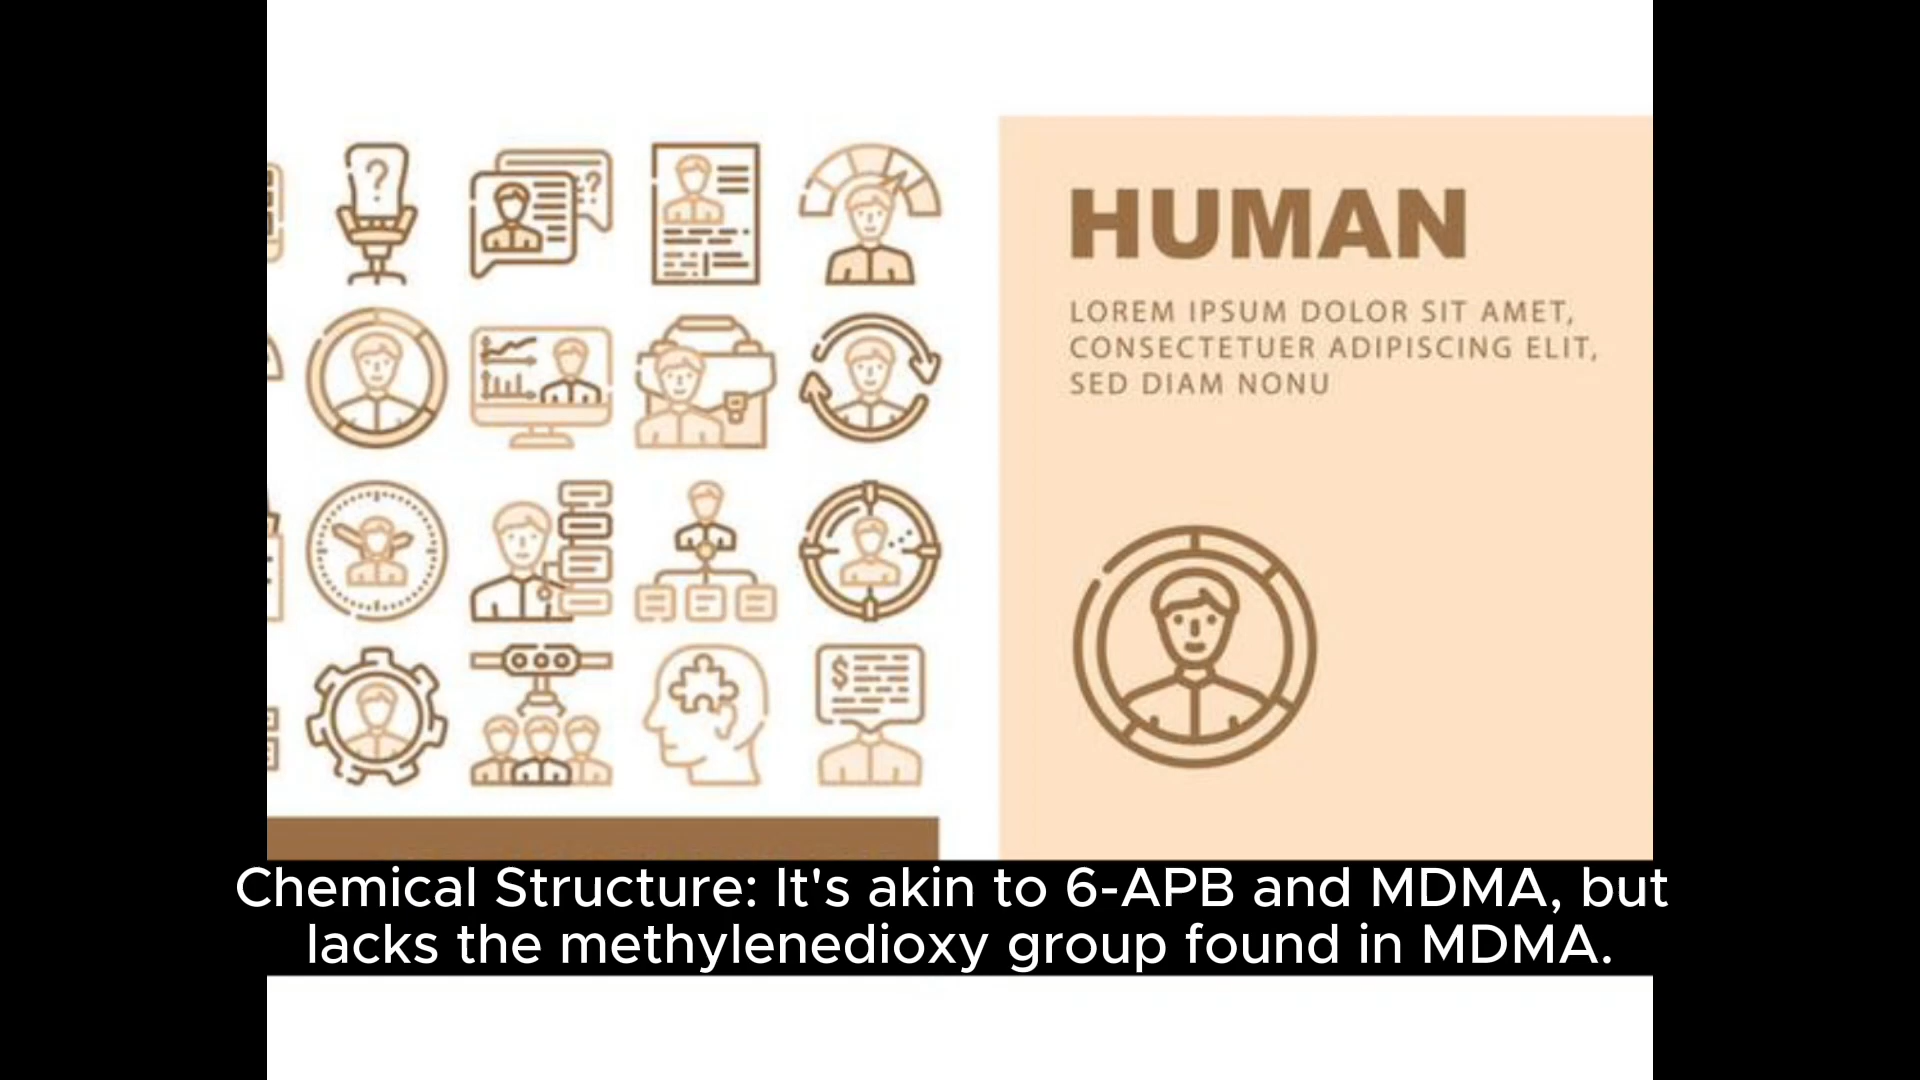 HUMAN
LOREM IPSUM DOLOR SIT AMET,
CONSECTETUER ADIPISCING ELIT,
SED DIAM NONU
?
?
$
Chemical Structure: It's akin to 6-APB and MDMA, but
lacks the methylenedioxy group found in MDMA.